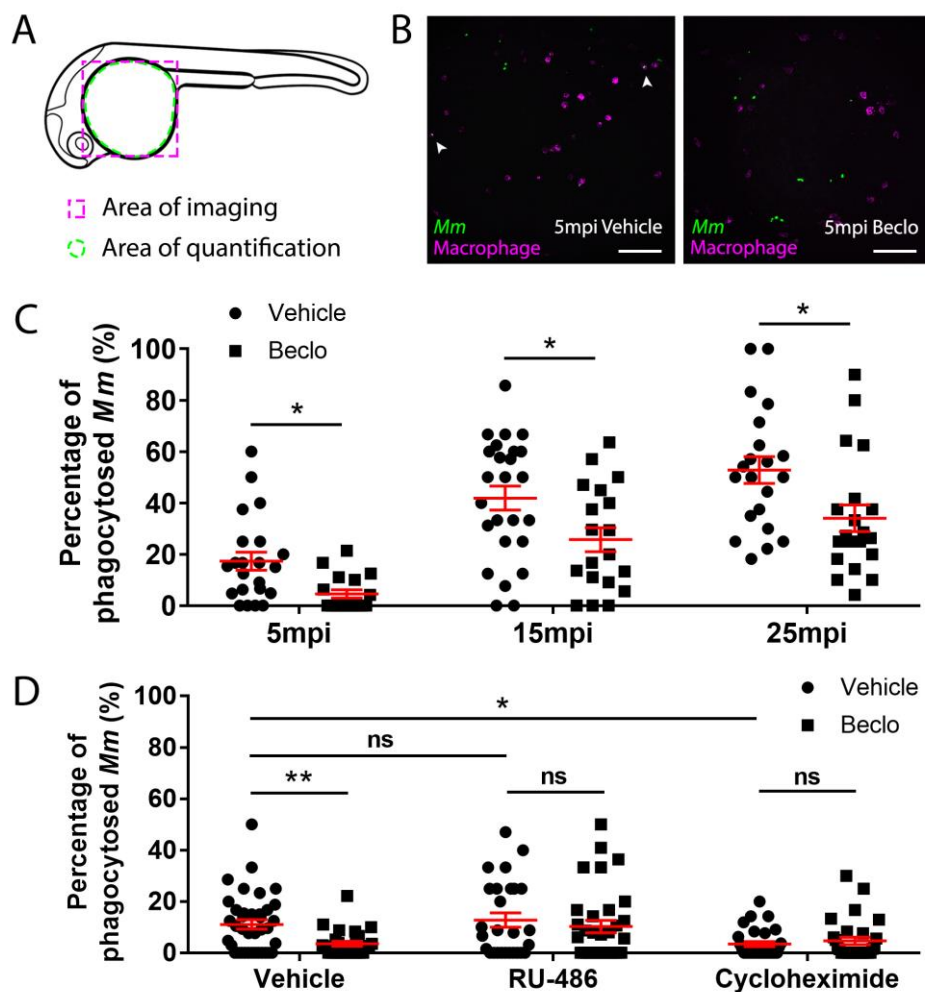 A
Area of imaging
Area of quantification
B
Mm
Macrophage
5mpi Vehicle
Mm
Macrophage
5mpi Beclo
C
Vehicle
Beclo
Percentage of
phagocytosed Mm (%)
100
80
60
40
20
0
*
*
*
5mpi
15mpi
25mpi
D
Vehicle
Beclo
Percentage of
phagocytosed Mm (%)
100
80
60
40
20
0
*
ns
**
ns
ns
Vehicle
RU-486
Cycloheximide